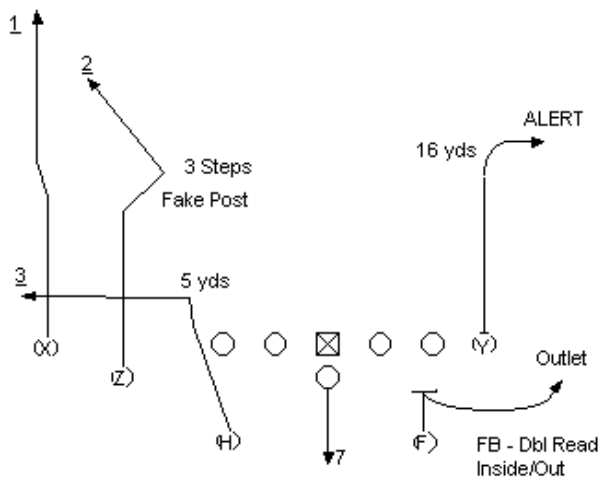 1
2
ALERT
16 yds
3 Steps
Fake Post
3
5 yds
(X)
(Z)
(Y)
Outlet
(H)
7
(F)
FB - Dbl Read
Inside/Out